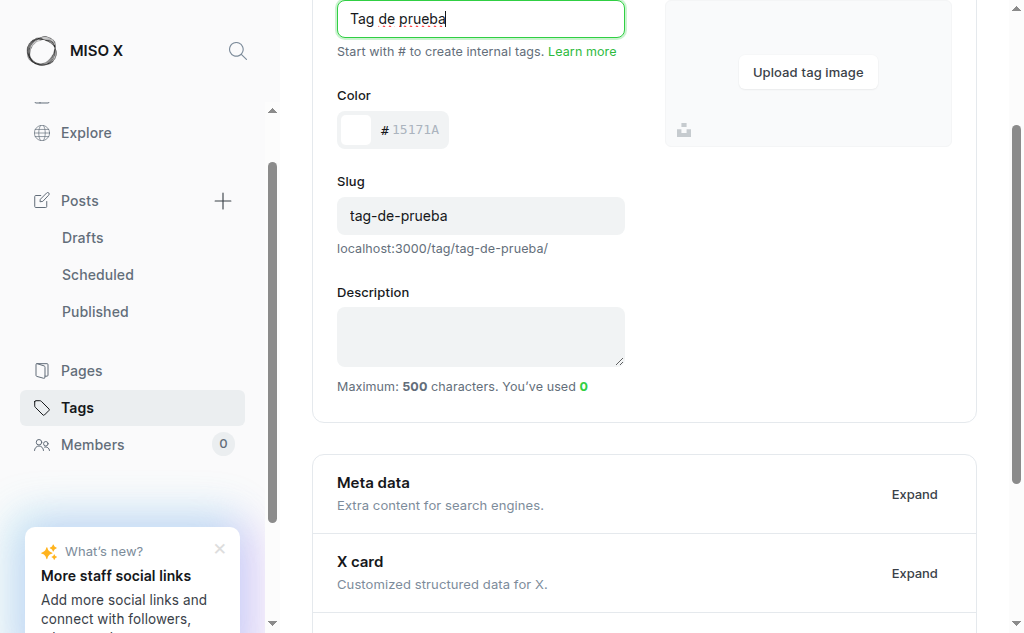 MISO X
Explore
Posts
Drafts
Scheduled
Published
Pages
Tags
Members
0
What's new?
More staff social links
Add more social links and
connect with followers,
Tag de prueba
Start with # to create internal tags. Learn more
Color
# 15171A
Slug
tag-de-prueba
localhost:3000/tag/tag-de-prueba/
Description
Maximum: 500 characters. You've used 0
Upload tag image
Meta data
Extra content for search engines.
Expand
X card
Customized structured data for X.
Expand